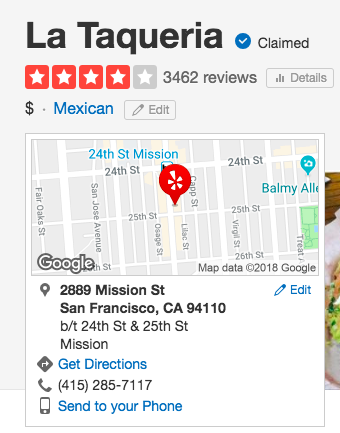 La Taqueria Claimed
3462 reviews Details
$ · Mexican Edit
24th St Mission
24th St
24th St
Balmy Alle
Fair Oaks St
San Jose Avenue
Osage St
Lilac St
Capp St
25th St
25th St
Virgil St
Treat A
Google
Map data ©2018 Google
2889 Mission St Edit
San Francisco, CA 94110
b/t 24th St & 25th St
Mission
Get Directions
(415) 285-7117
Send to your Phone